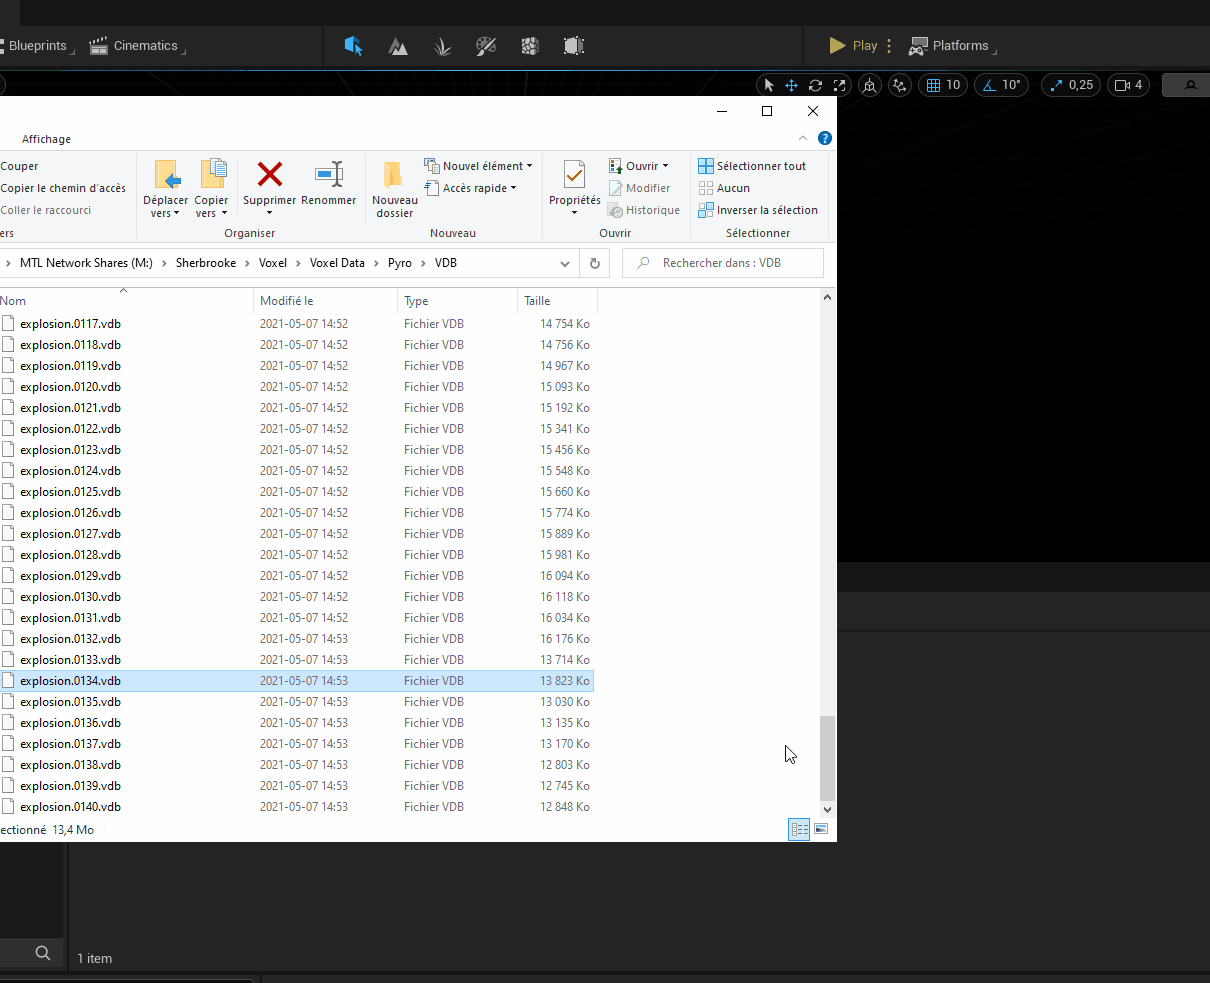 Blueprints Cinematics Play Platforms
10 10° 0,25 4
Affichage
Couper
Copier le chemin d'accès
Coller le raccourci
ers
Déplacer vers
Copier vers
Supprimer
Renommer
Organiser
Nouveau dossier
Nouvel élément
Accès rapide
Nouveau
Propriétés
Ouvrir
Modifier
Historique
Ouvrir
Sélectionner tout
Aucun
Inverser la sélection
Sélectionner
MTL Network Shares (M:) > Sherbrooke > Voxel > Voxel Data > Pyro > VDB
Rechercher dans : VDB
Nom Modifié le Type Taille
explosion.0117.vdb 2021-05-07 14:52 Fichier VDB 14 754 Ko
explosion.0118.vdb 2021-05-07 14:52 Fichier VDB 14 756 Ko
explosion.0119.vdb 2021-05-07 14:52 Fichier VDB 14 967 Ko
explosion.0120.vdb 2021-05-07 14:52 Fichier VDB 15 093 Ko
explosion.0121.vdb 2021-05-07 14:52 Fichier VDB 15 192 Ko
explosion.0122.vdb 2021-05-07 14:52 Fichier VDB 15 341 Ko
explosion.0123.vdb 2021-05-07 14:52 Fichier VDB 15 456 Ko
explosion.0124.vdb 2021-05-07 14:52 Fichier VDB 15 548 Ko
explosion.0125.vdb 2021-05-07 14:52 Fichier VDB 15 660 Ko
explosion.0126.vdb 2021-05-07 14:52 Fichier VDB 15 774 Ko
explosion.0127.vdb 2021-05-07 14:52 Fichier VDB 15 889 Ko
explosion.0128.vdb 2021-05-07 14:52 Fichier VDB 15 981 Ko
explosion.0129.vdb 2021-05-07 14:52 Fichier VDB 16 094 Ko
explosion.0130.vdb 2021-05-07 14:52 Fichier VDB 16 118 Ko
explosion.0131.vdb 2021-05-07 14:52 Fichier VDB 16 034 Ko
explosion.0132.vdb 2021-05-07 14:53 Fichier VDB 16 176 Ko
explosion.0133.vdb 2021-05-07 14:53 Fichier VDB 13 714 Ko
explosion.0134.vdb 2021-05-07 14:53 Fichier VDB 13 823 Ko
explosion.0135.vdb 2021-05-07 14:53 Fichier VDB 13 030 Ko
explosion.0136.vdb 2021-05-07 14:53 Fichier VDB 13 135 Ko
explosion.0137.vdb 2021-05-07 14:53 Fichier VDB 13 170 Ko
explosion.0138.vdb 2021-05-07 14:53 Fichier VDB 12 803 Ko
explosion.0139.vdb 2021-05-07 14:53 Fichier VDB 12 745 Ko
explosion.0140.vdb 2021-05-07 14:53 Fichier VDB 12 848 Ko
ectionné 13,4 Mo
1 item